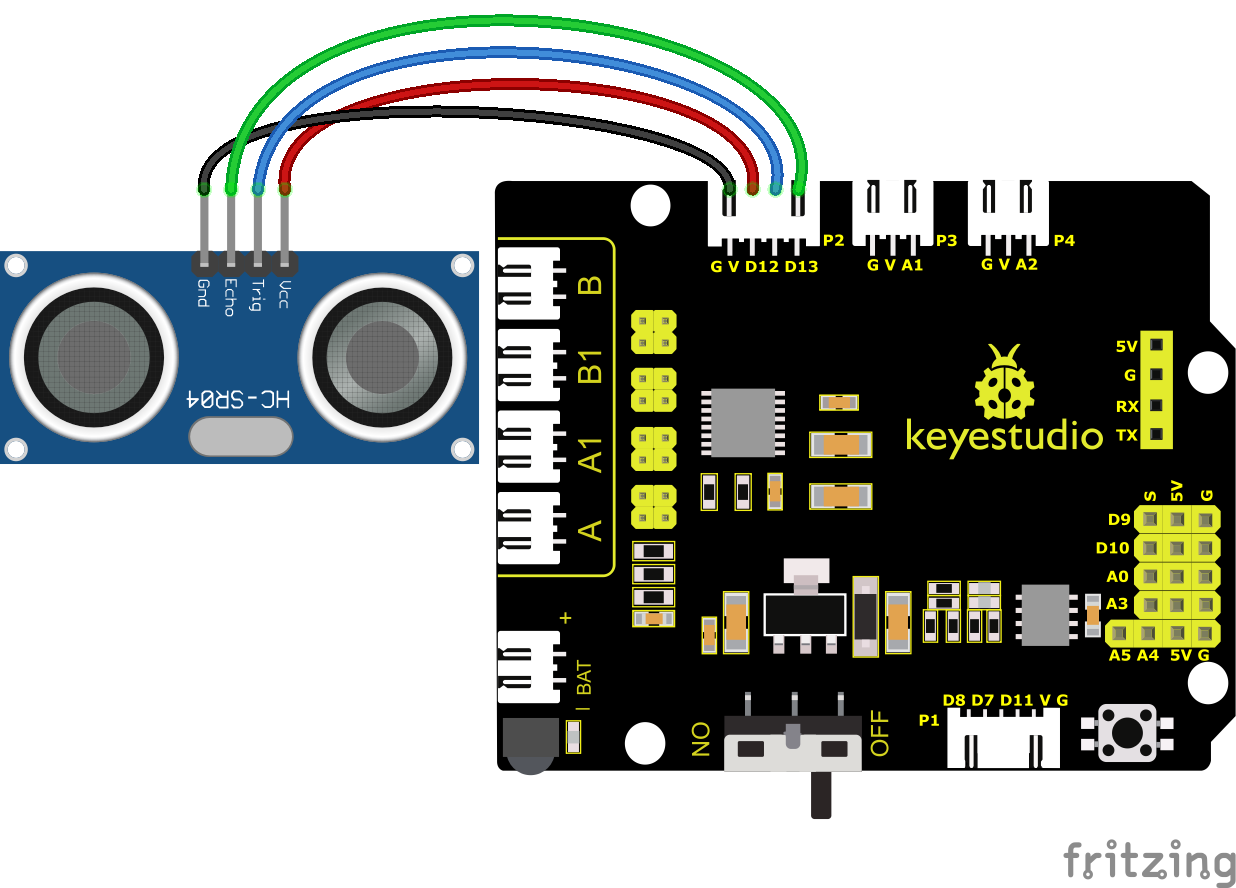 Gnd
Echo
Trig
Vcc
HC-SR04
P2
P3
P4
G V D12 D13
G V A1
G V A2
B
B1
A1
A
5V
G
RX
TX
keyestudio
S
5V
G
D9
D10
A0
A3
A5 A4 5V G
+
BAT
|
NO
OFF
P1
D8 D7 D11 V G
fritzing